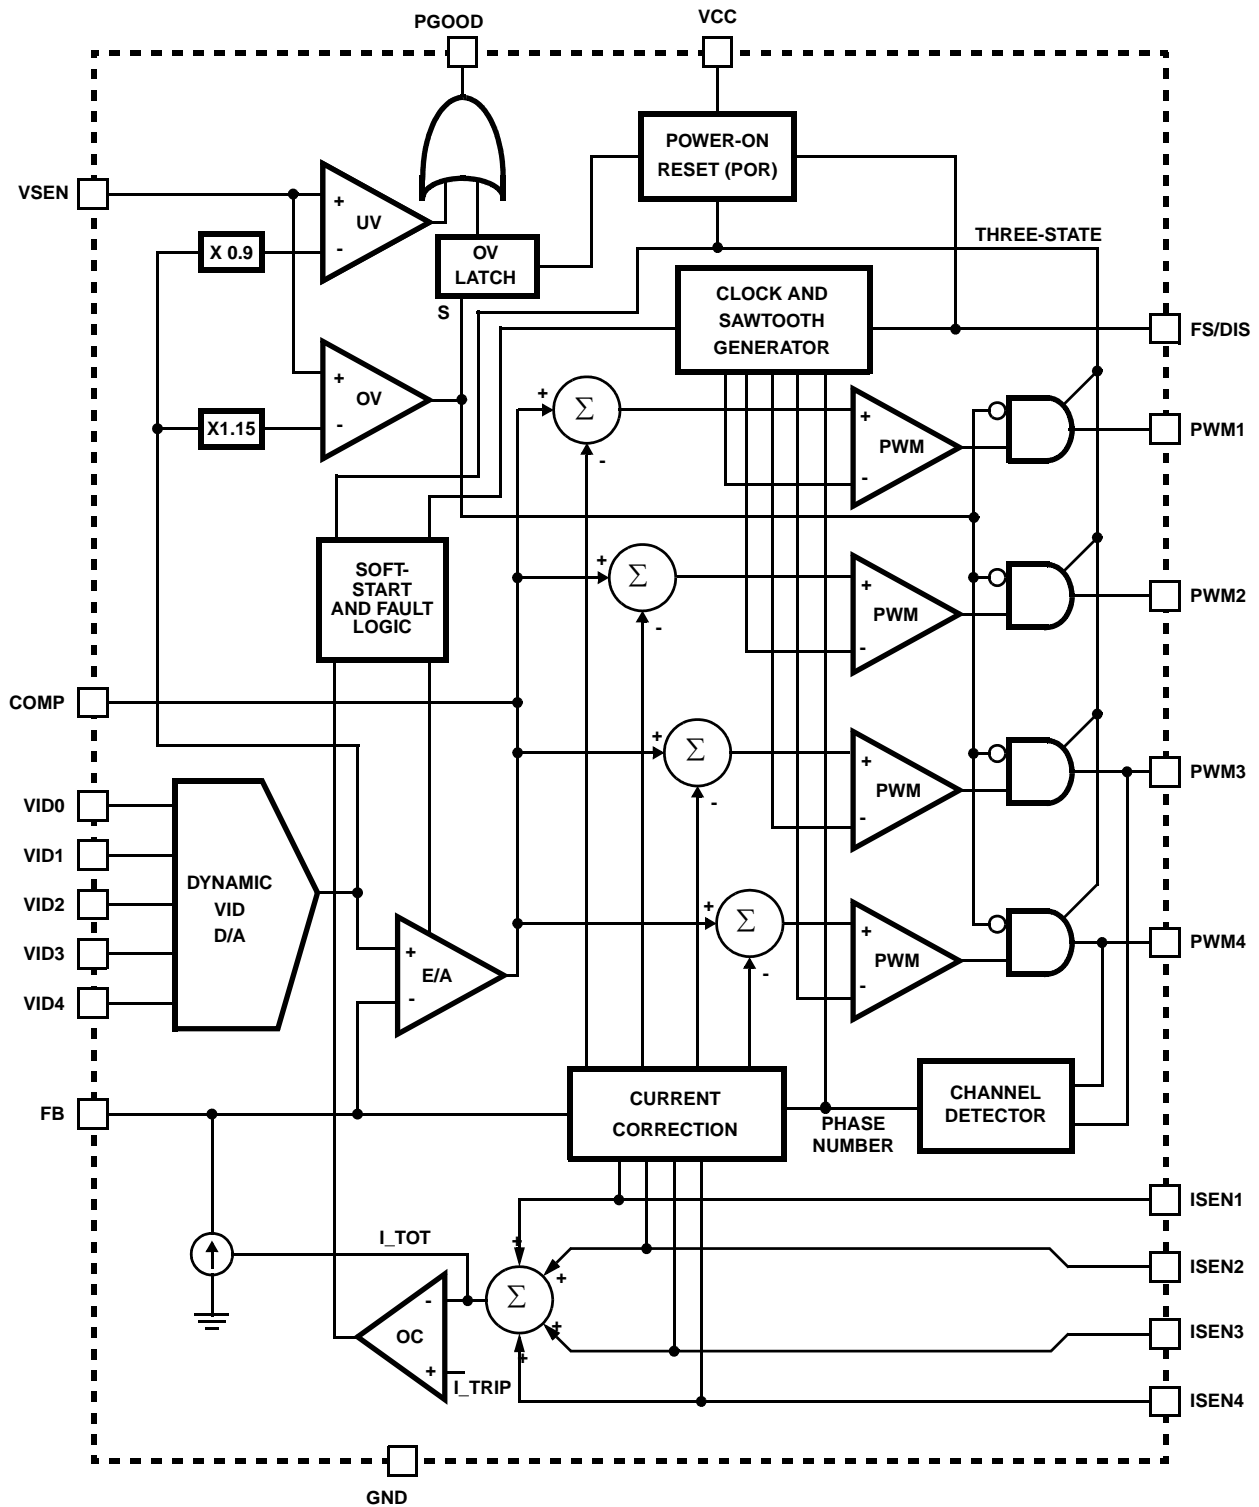 PGOOD
VCC
POWER-ON
RESET (POR)
VSEN
+
UV
-
X 0.9
OV
LATCH
S
THREE-STATE
CLOCK AND
SAWTOOTH
GENERATOR
FS/DIS
+
OV
-
X1.15
+
Σ
-
+
PWM
-
PWM1
SOFT-
START
AND FAULT
LOGIC
+
Σ
-
+
PWM
-
PWM2
COMP
+
Σ
-
+
PWM
-
PWM3
VID0
VID1
VID2
VID3
VID4
DYNAMIC
VID
D/A
+
E/A
-
+
Σ
-
+
PWM
-
PWM4
FB
CURRENT
CORRECTION
PHASE
NUMBER
CHANNEL
DETECTOR
ISEN1
I_TOT
+
+
ISEN2
-
OC
+
Σ
+
+
ISEN3
I_TRIP
ISEN4
GND